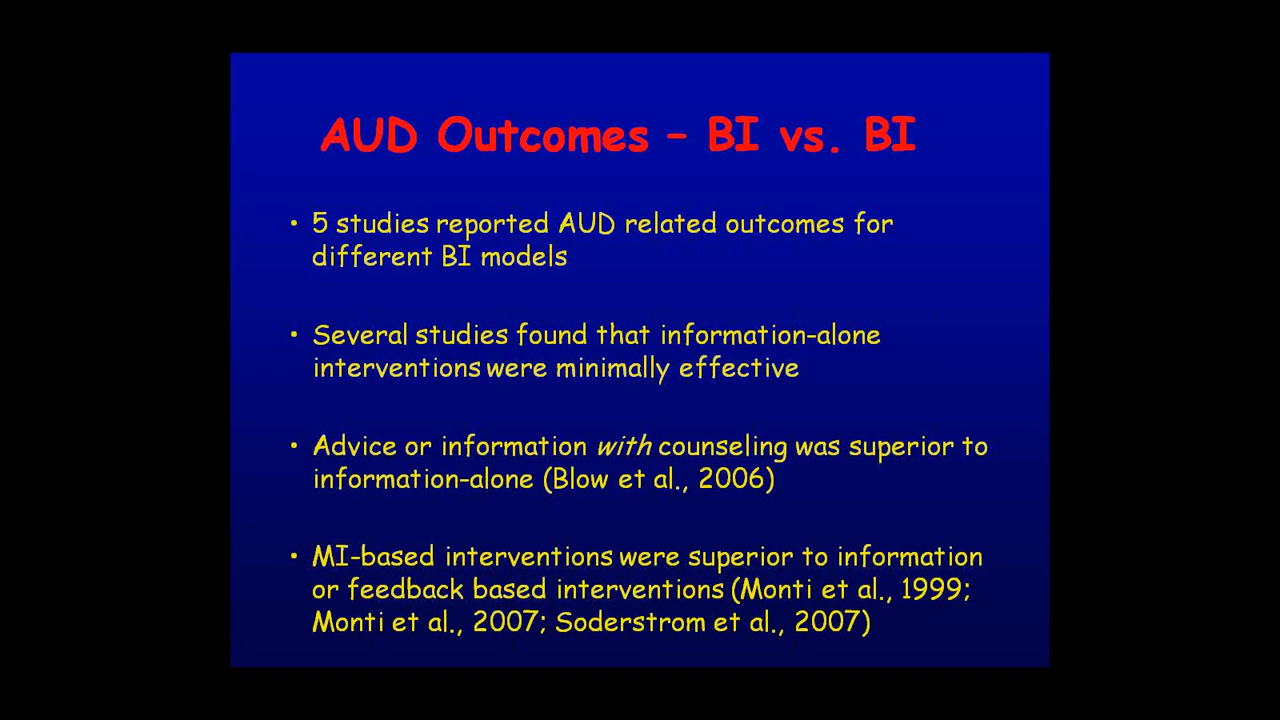 AUD Outcomes – BI vs. BI
• 5 studies reported AUD related outcomes for
different BI models
• Several studies found that information-alone
interventions were minimally effective
• Advice or information with counseling was superior to
information-alone (Blow et al., 2006)
• MI-based interventions were superior to information
or feedback based interventions (Monti et al., 1999;
Monti et al., 2007; Soderstrom et al., 2007)